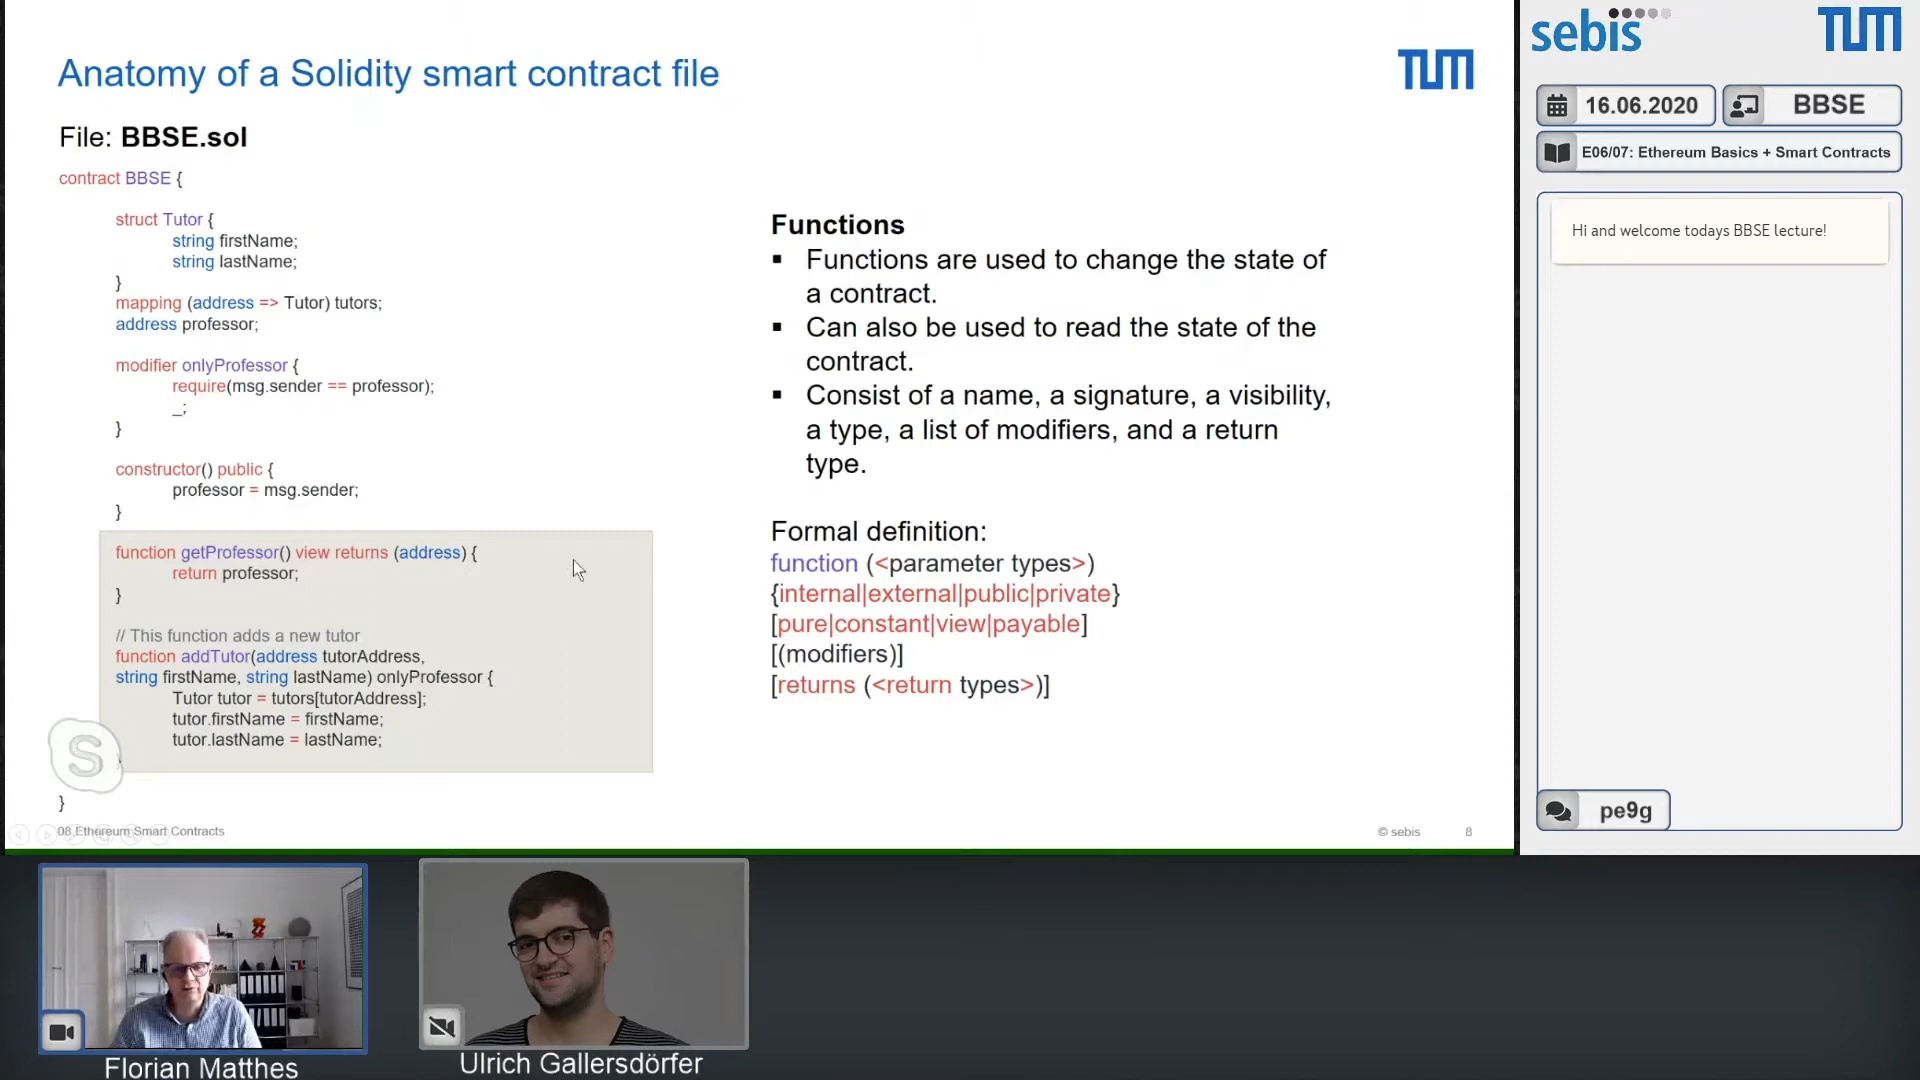 Anatomy of a Solidity smart contract file
TUM
File: BBSE.sol
contract BBSE {
struct Tutor {
string firstName;
string lastName;
}
mapping (address => Tutor) tutors;
address professor;
modifier onlyProfessor {
require(msg.sender == professor);
_;
}
constructor() public {
professor = msg.sender;
}
function getProfessor() view returns (address) {
return professor;
}
// This function adds a new tutor
function addTutor(address tutorAddress,
string firstName, string lastName) onlyProfessor {
Tutor tutor = tutors[tutorAddress];
tutor.firstName = firstName;
tutor.lastName = lastName;
}
}
Functions
▪ Functions are used to change the state of
a contract.
▪ Can also be used to read the state of the
contract.
▪ Consist of a name, a signature, a visibility,
a type, a list of modifiers, and a return
type.
Formal definition:
function (<parameter types>)
{internal|external|public|private}
[pure|constant|view|payable]
[(modifiers)]
[returns (<return types>)]
S
08 Ethereum Smart Contracts
© sebis 8
sebis TUM
16.06.2020 BBSE
E06/07: Ethereum Basics + Smart Contracts
Hi and welcome todays BBSE lecture!
pe9g
Florian Matthes
Ulrich Gallersdörfer